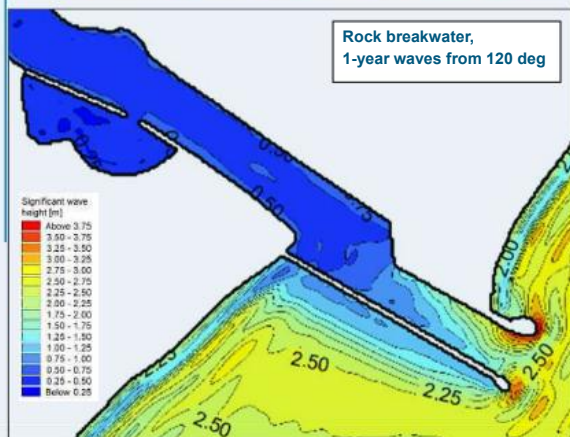 Rock breakwater,
1-year waves from 120 deg
0.50
0.50
2.00
Significant wave
height [m]
Above 3.75
3.50 - 3.75
3.25 - 3.50
3.00 - 3.25
2.75 - 3.00
2.50 - 2.75
2.25 - 2.50
2.00 - 2.25
1.75 - 2.00
1.50 - 1.75
1.25 - 1.50
1.00 - 1.25
0.75 - 1.00
0.50 - 0.75
0.25 - 0.50
Below 0.25
2.25
2.50
2.50
2.25
2.50